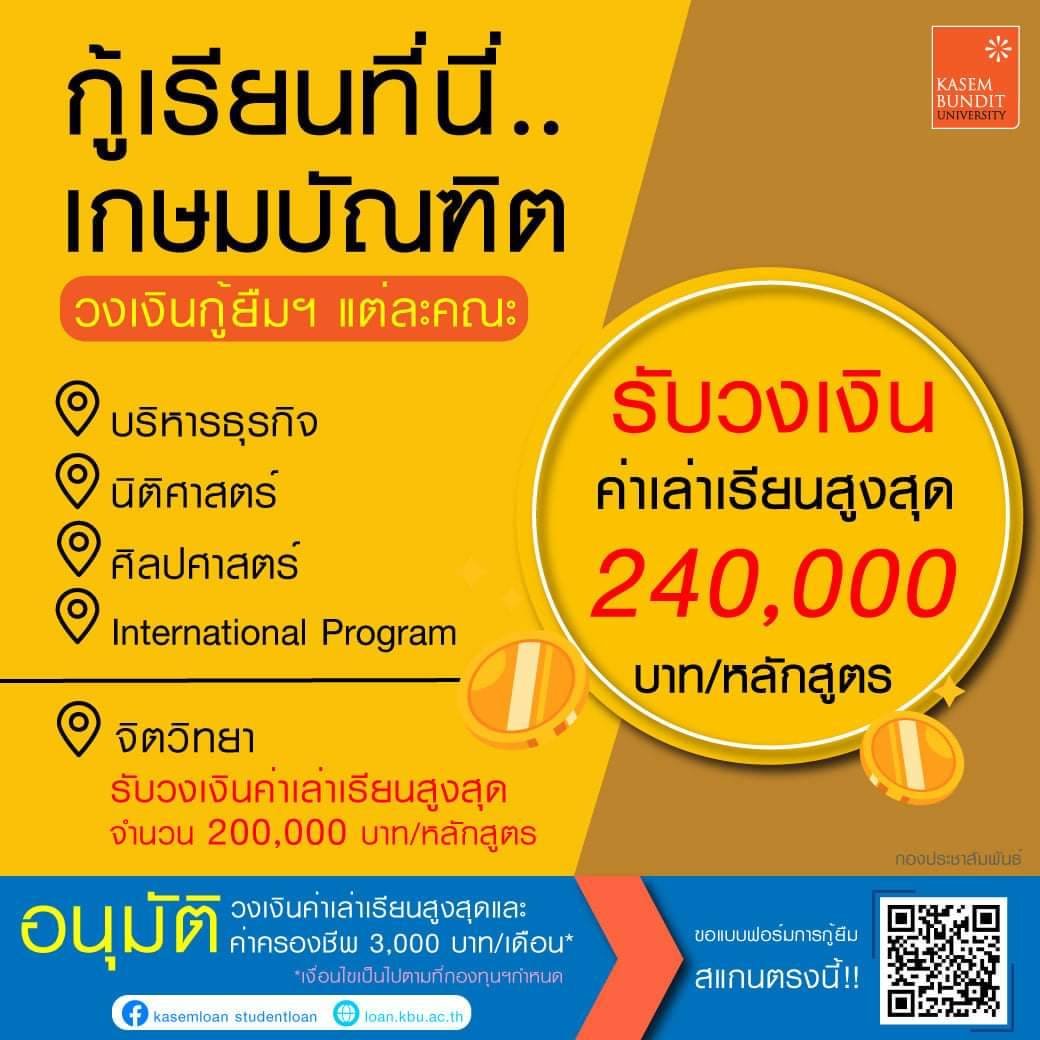 กู้เรียนที่นี่..
เกษมบัณฑิต
KASEM
BUNDIT
UNIVERSITY
วงเงินกู้ยืมฯ แต่ละคณะ
บริหารธุรกิจ
นิติศาสตร์
ศิลปศาสตร์
International Program
รับวงเงิน
ค่าเล่าเรียนสูงสุด
240,000
บาท/หลักสูตร
จิตวิทยา
รับวงเงินค่าเล่าเรียนสูงสุด
จำนวน 200,000 บาท/หลักสูตร
กองประชาสัมพันธ์
อนุมัติ
วงเงินค่าเล่าเรียนสูงสุดและ
ค่าครองชีพ 3,000 บาท/เดือน*
*เงื่อนไขเป็นไปตามที่กองทุนฯกำหนด
kasemloan studentloan
loan.kbu.ac.th
ขอแบบฟอร์มการกู้ยืม
สแกนตรงนี้!!